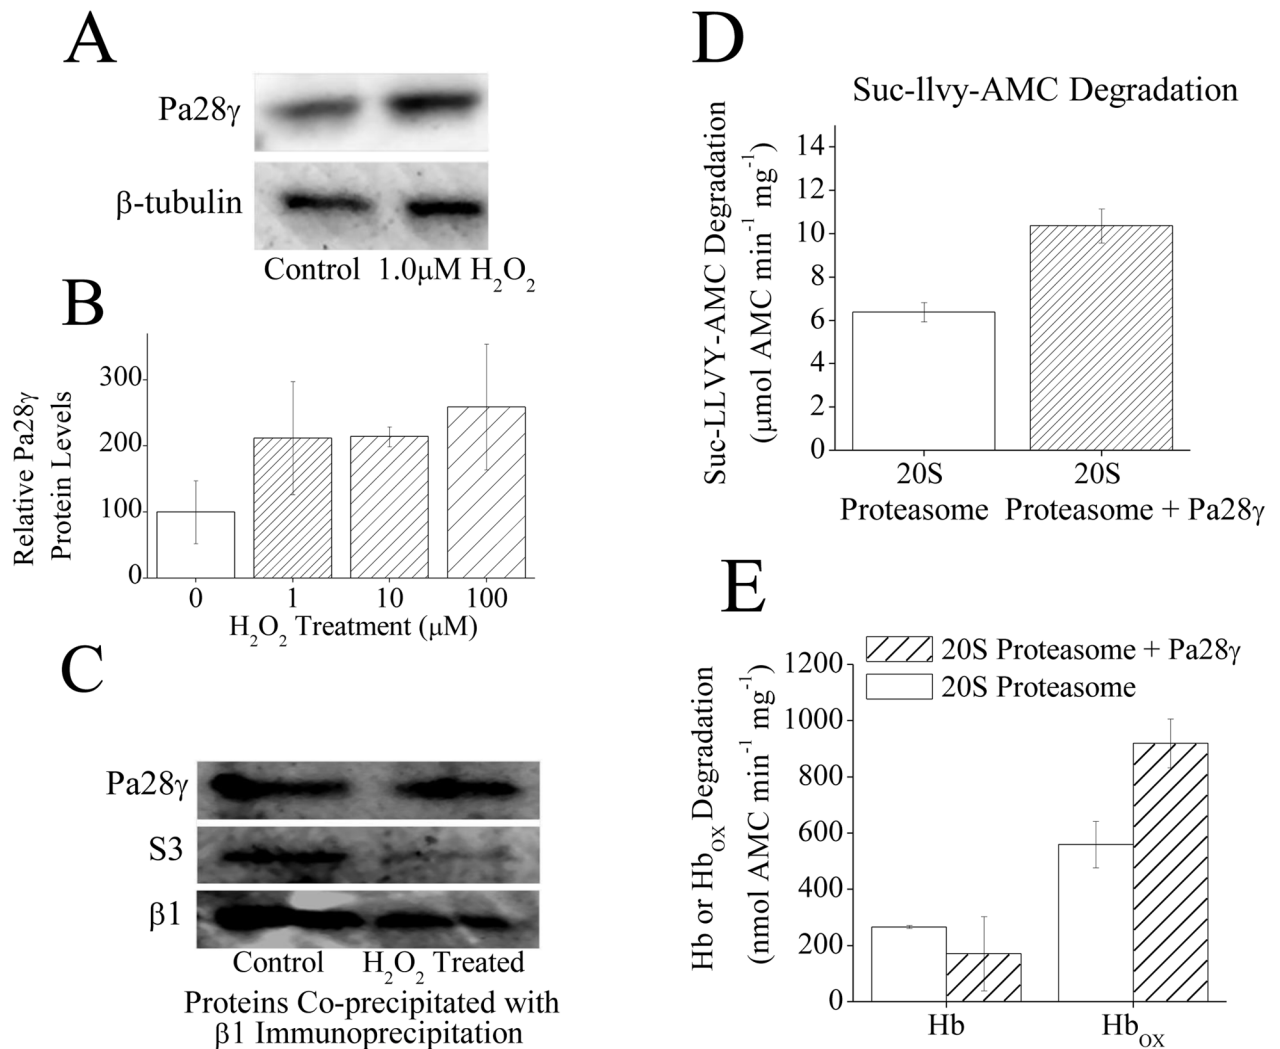 A
Pa28γ
β-tubulin
Control 1.0μM H₂O₂
B
Relative Pa28γ
Protein Levels
300
200
100
0
0 1 10 100
H₂O₂ Treatment (μM)
C
Pa28γ
S3
β1
Control H₂O₂ Treated
Proteins Co-precipitated with
β1 Immunoprecipitation
D
Suc-llvy-AMC Degradation
Suc-LLVY-AMC Degradation
(μmol AMC min⁻¹ mg⁻¹)
14
12
10
8
6
4
2
0
20S 20S
Proteasome Proteasome + Pa28γ
E
20S Proteasome + Pa28γ
20S Proteasome
Hb or Hb_OX Degradation
(nmol AMC min⁻¹ mg⁻¹)
1200
1000
800
600
400
200
0
Hb Hb_OX